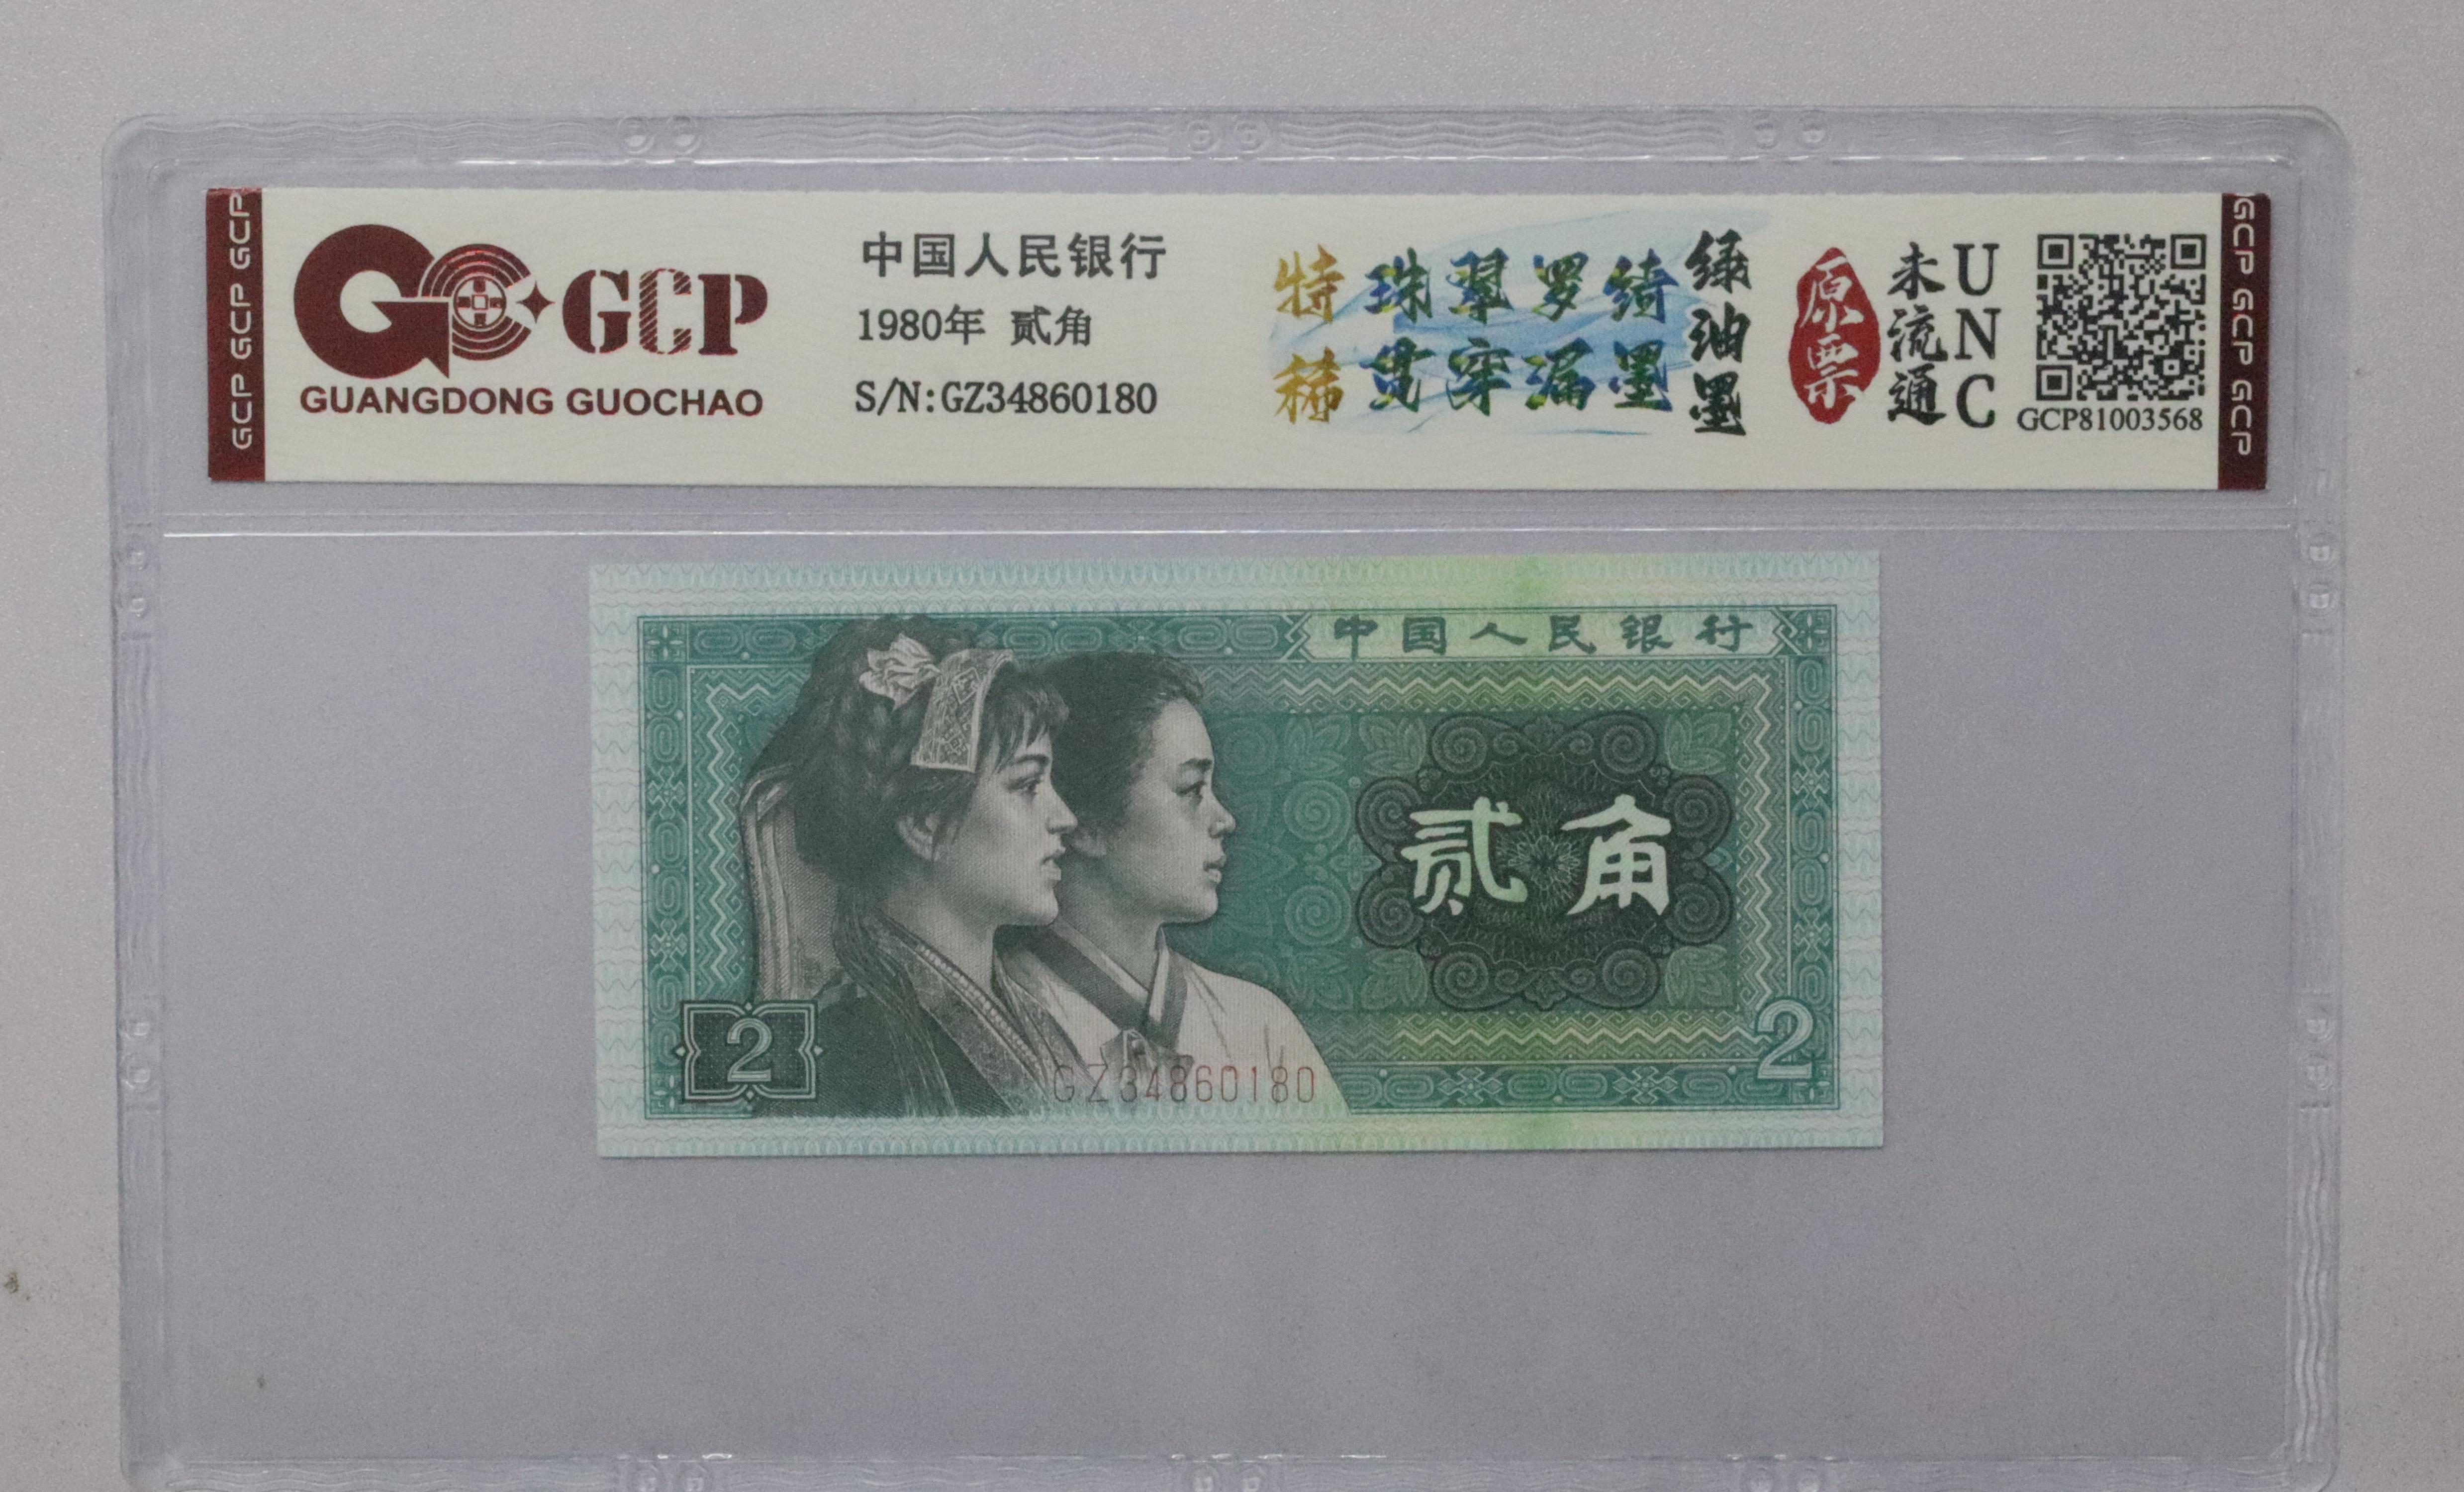 GCP GCP GCP
GCP
GUANGDONG GUOCHAO
中国人民银行
1980年 贰角
S/N:GZ34860180
特稀
珠翠罗绮
贯穿漏墨
绿油墨
原票
未流通
UNC
GCP81003568
GCP GCP GCP
中国人民银行
贰角
2
GZ34860180
2